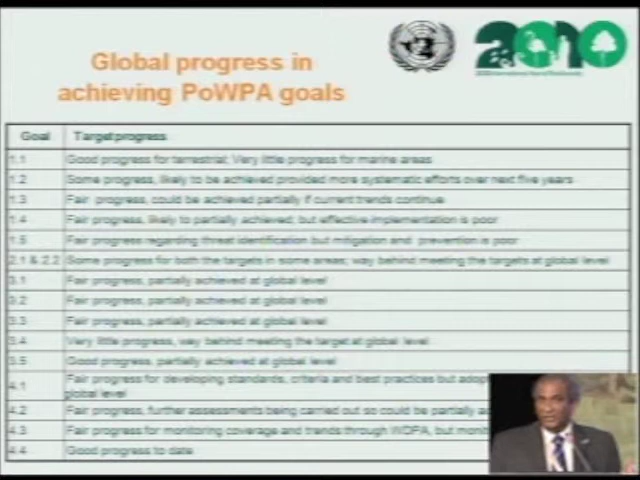 Global progress in
achieving PoWPA goals
2010
Goal Target progress
1.1 Good progress for terrestrial; Very little progress for marine areas
1.2 Some progress, likely to be achieved provided more systematic efforts over next five years
1.3 Fair progress, could be achieved partially if current trends continue
1.4 Fair progress, likely to partially achieved, but effective implementation is poor
1.5 Fair progress regarding threat identification but mitigation and prevention is poor
2.1 & 2.2 Some progress for both the targets in some areas; way behind meeting the targets at global level
3.1 Fair progress, partially achieved at global level
3.2 Fair progress, partially achieved at global level
3.3 Fair progress, partially achieved at global level
3.4 Very little progress, way behind meeting the target at global level
3.5 Good progress, partially achieved at global level
4.1 Fair progress for developing standards, criteria and best practices but adop
global level
4.2 Fair progress, further assessments being carried out so could be partially
4.3 Fair progress for monitoring coverage and trends through WDPA, but
4.4 Good progress to date